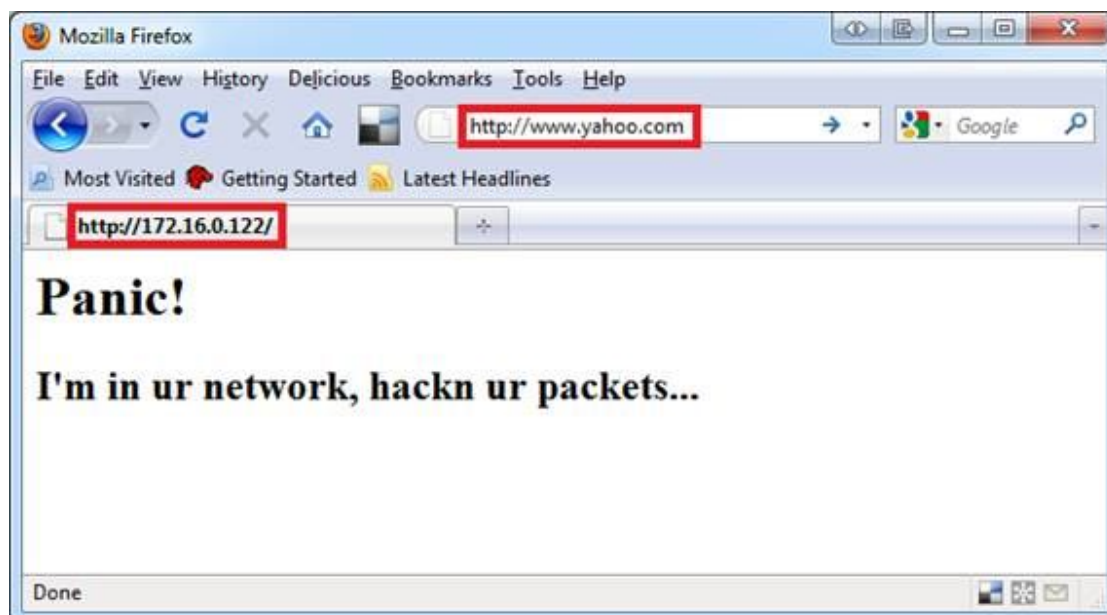 Mozilla Firefox
File Edit View History Delicious Bookmarks Tools Help
http://www.yahoo.com
Google
Most Visited Getting Started Latest Headlines
http://172.16.0.122/
Panic!
I'm in ur network, hackn ur packets...
Done